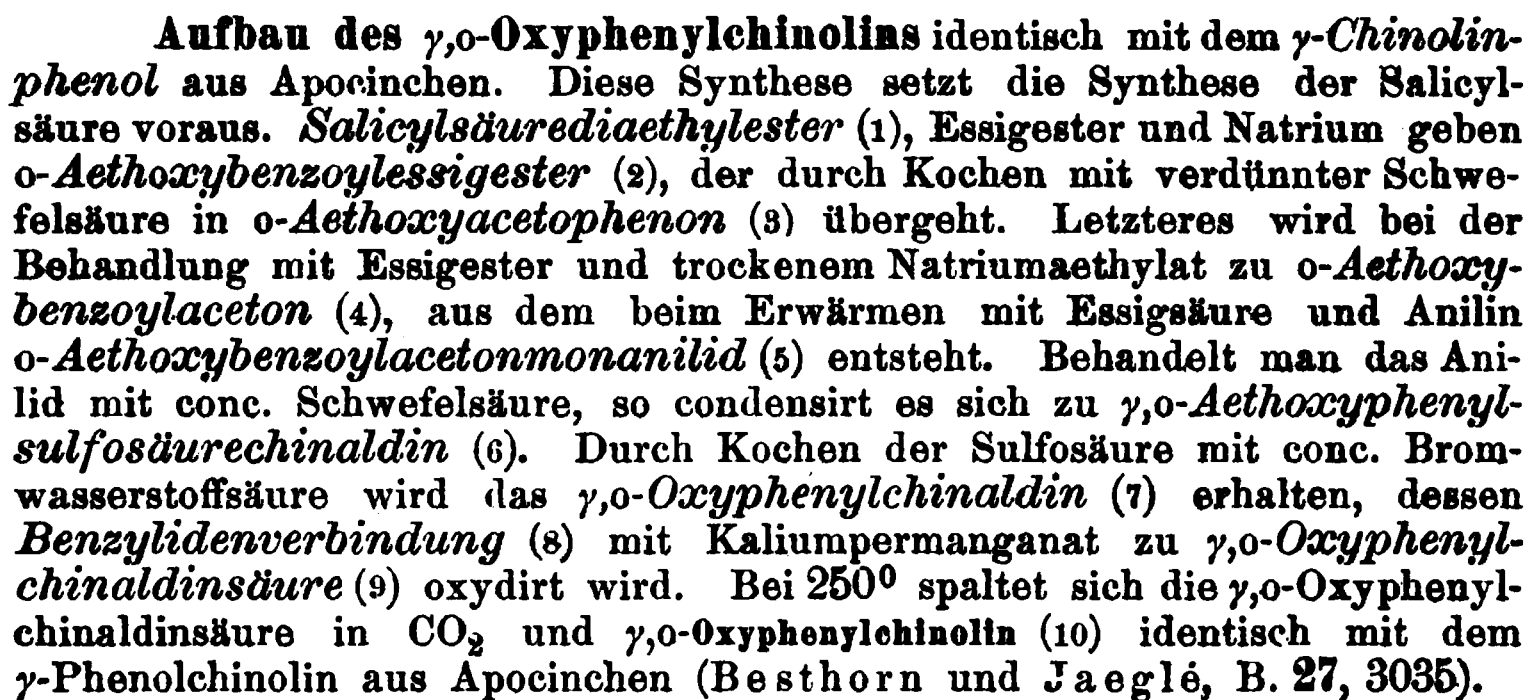 Aufbau des γ,o-Oxyphenylchinolins identisch mit dem γ-Chinolin-
phenol aus Apocinchen. Diese Synthese setzt die Synthese der Salicyl-
säure voraus. Salicylsäurediaethylester (1), Essigester und Natrium geben
o-Aethoxybenzoylessigester (2), der durch Kochen mit verdünnter Schwe-
felsäure in o-Aethoxyacetophenon (3) übergeht. Letzteres wird bei der
Behandlung mit Essigester und trockenem Natriumaethylat zu o-Aethoxy-
benzoylaceton (4), aus dem beim Erwärmen mit Essigsäure und Anilin
o-Aethoxybenzoylacetonmonanilid (5) entsteht. Behandelt man das Ani-
lid mit conc. Schwefelsäure, so condensirt es sich zu γ,o-Aethoxyphenyl-
sulfosäurechinaldin (6). Durch Kochen der Sulfosäure mit conc. Brom-
wasserstoffsäure wird das γ,o-Oxyphenylchinaldin (7) erhalten, dessen
Benzylidenverbindung (8) mit Kaliumpermanganat zu γ,o-Oxyphenyl-
chinaldinsäure (9) oxydirt wird. Bei 250⁰ spaltet sich die γ,o-Oxyphenyl-
chinaldinsäure in CO₂ und γ,o-Oxyphenylchinolin (10) identisch mit dem
γ-Phenolchinolin aus Apocinchen (Besthorn und Jaeglé, B. 27, 3035).